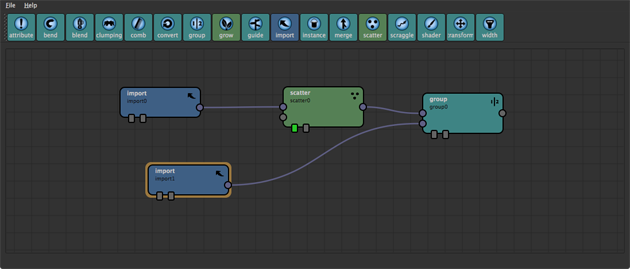 File Help
attribute bend blend clumping comb convert group grow guide import instance merge scatter scraggle shader transform width
import
import0
scatter
scatter0
group
group0
import
import1